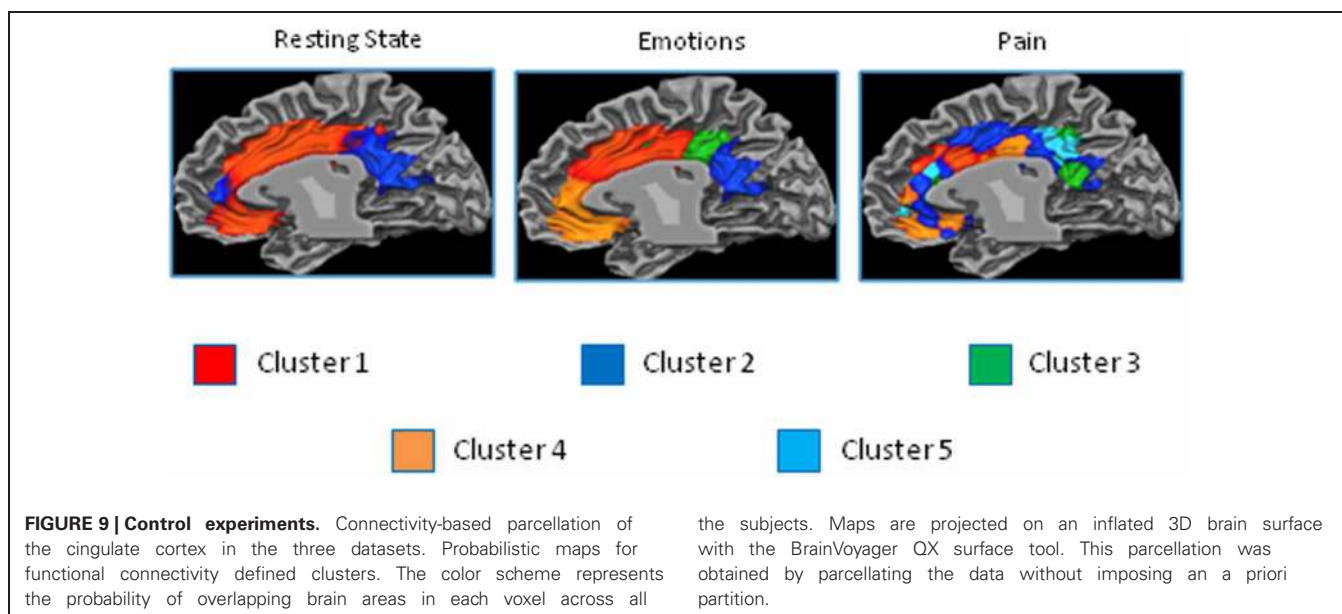 Resting State
Emotions
Pain
Cluster 1
Cluster 2
Cluster 3
Cluster 4
Cluster 5
FIGURE 9 | Control experiments. Connectivity-based parcellation of
the cingulate cortex in the three datasets. Probabilistic maps for
functional connectivity defined clusters. The color scheme represents
the probability of overlapping brain areas in each voxel across all
the subjects. Maps are projected on an inflated 3D brain surface
with the BrainVoyager QX surface tool. This parcellation was
obtained by parcellating the data without imposing an a priori
partition.